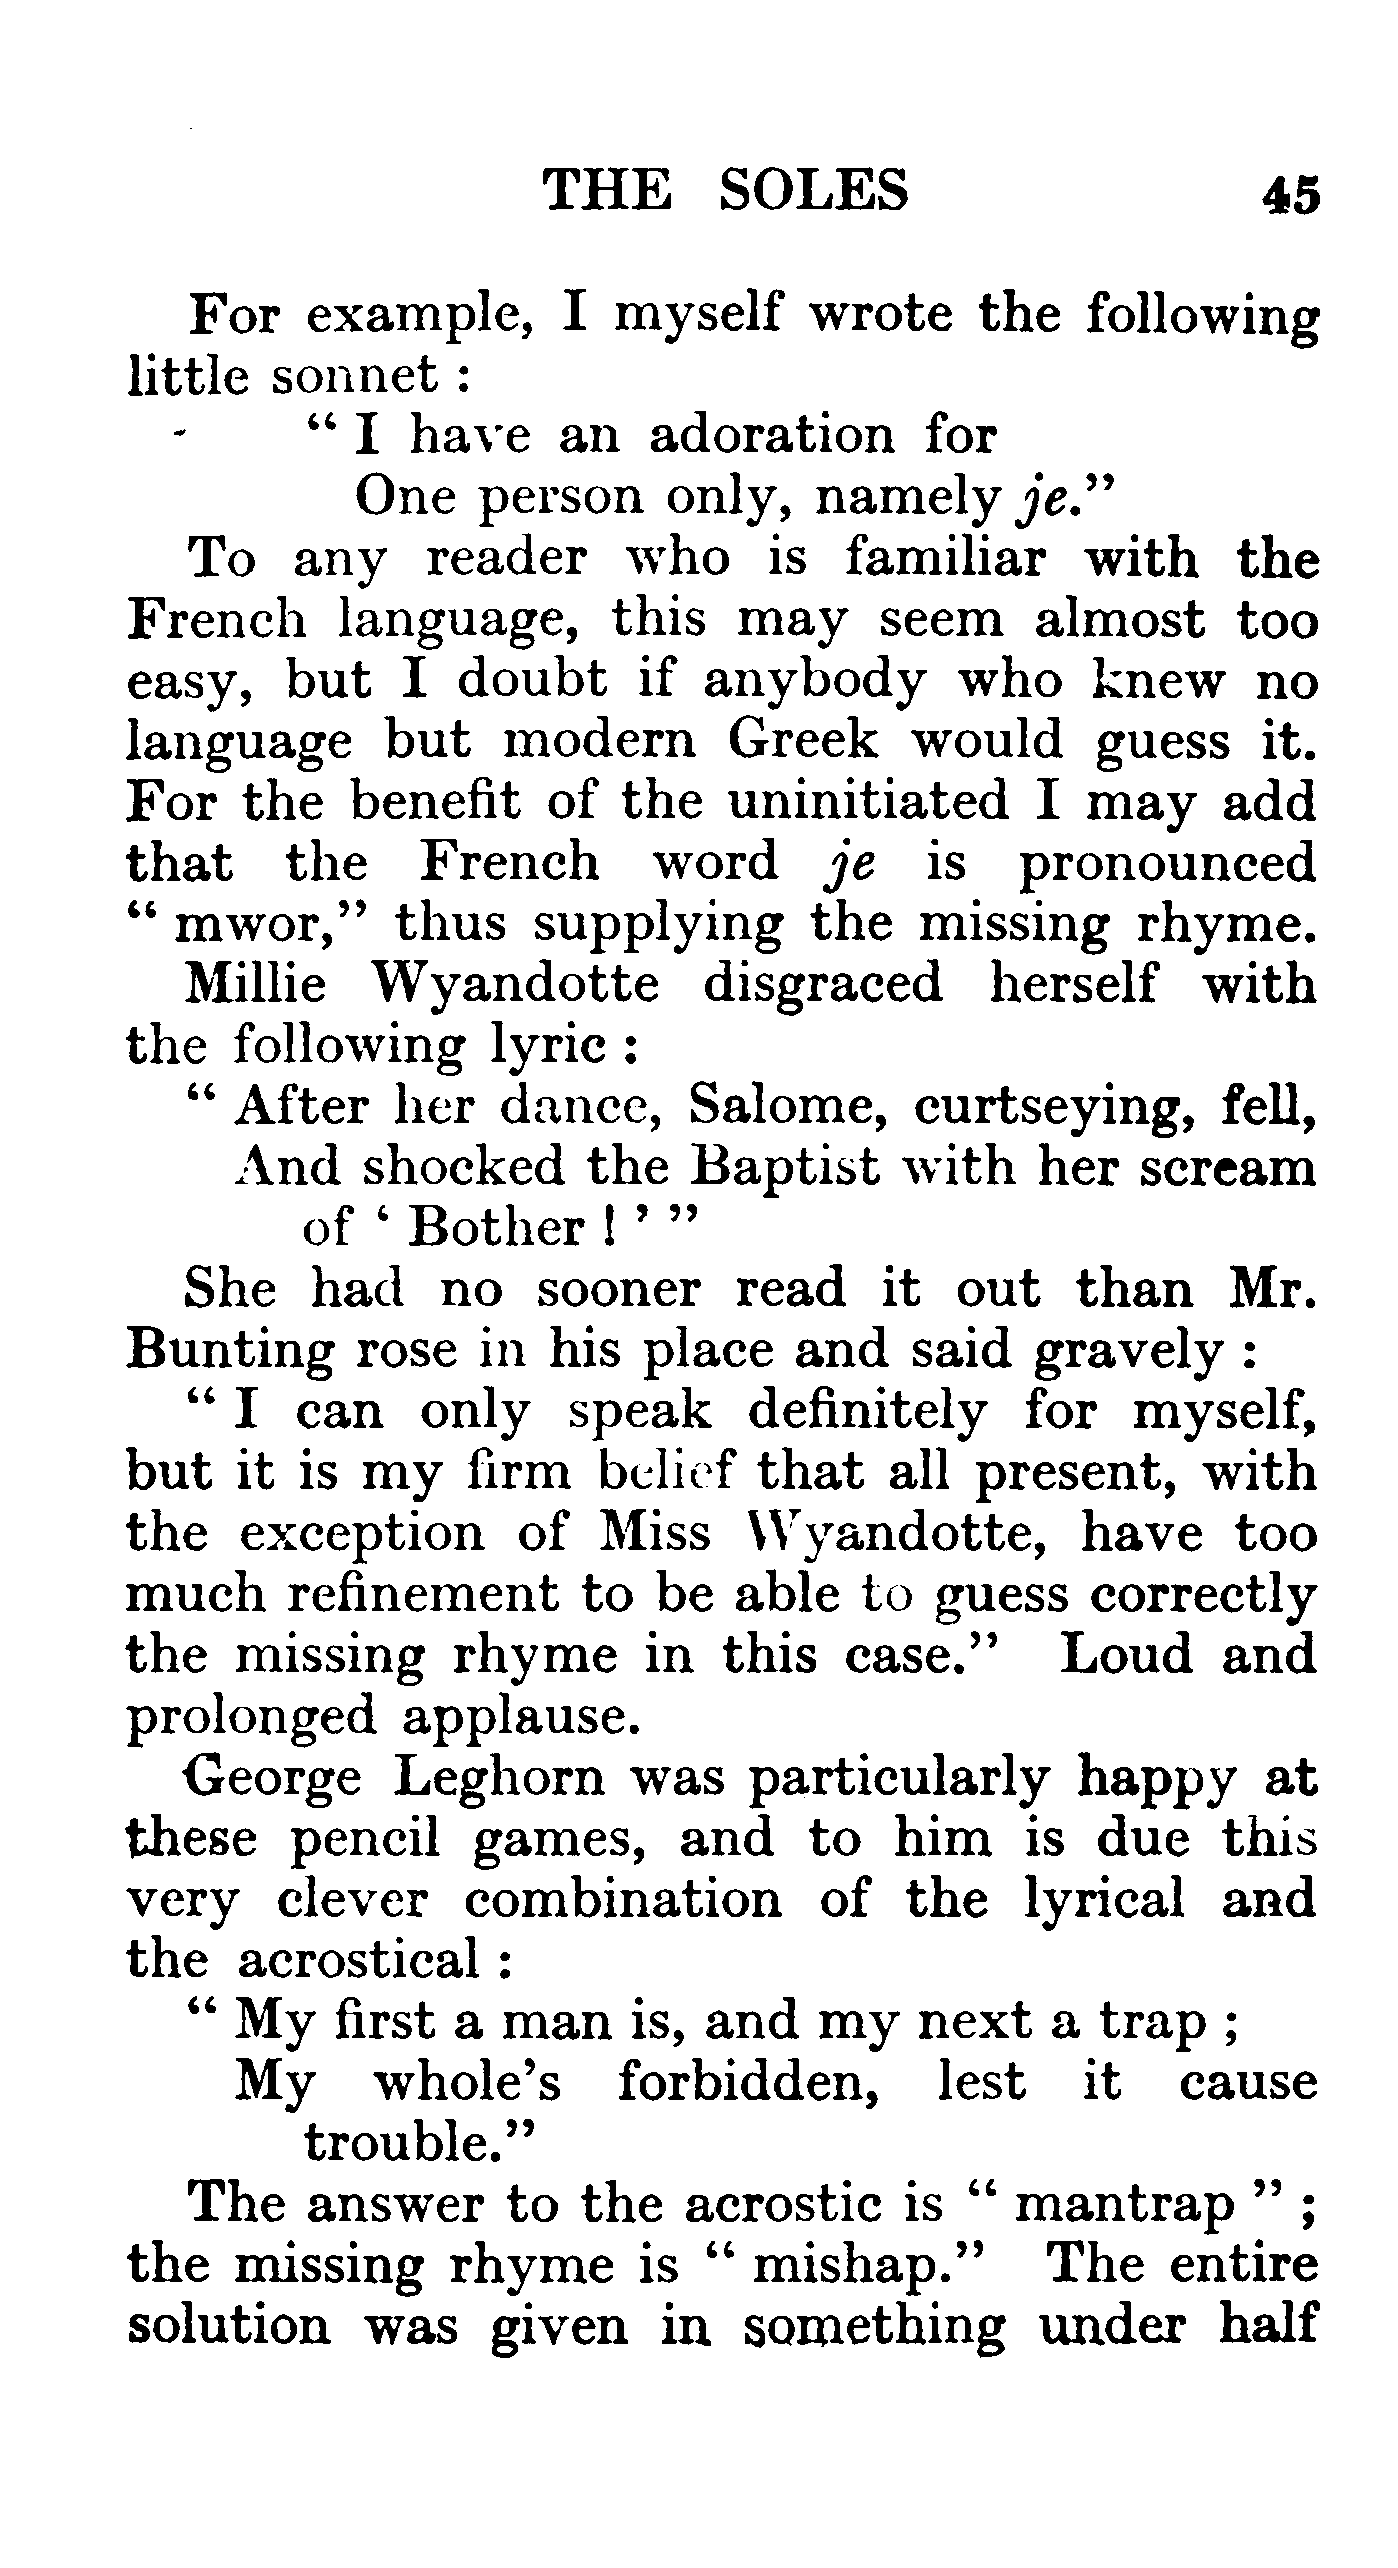 THE SOLES 45
For example, I myself wrote the following
little sonnet :
“ I have an adoration for
One person only, namely je.”
To any reader who is familiar with the
French language, this may seem almost too
easy, but I doubt if anybody who knew no
language but modern Greek would guess it.
For the benefit of the uninitiated I may add
that the French word je is pronounced
“ mwor,” thus supplying the missing rhyme.
Millie Wyandotte disgraced herself with
the following lyric :
“ After her dance, Salome, curtseying, fell,
And shocked the Baptist with her scream
of ‘ Bother ! ’ ”
She had no sooner read it out than Mr.
Bunting rose in his place and said gravely :
“ I can only speak definitely for myself,
but it is my firm belief that all present, with
the exception of Miss Wyandotte, have too
much refinement to be able to guess correctly
the missing rhyme in this case.” Loud and
prolonged applause.
George Leghorn was particularly happy at
these pencil games, and to him is due this
very clever combination of the lyrical and
the acrostical :
“ My first a man is, and my next a trap ;
My whole’s forbidden, lest it cause
trouble.”
The answer to the acrostic is “ mantrap ” ;
the missing rhyme is “ mishap.” The entire
solution was given in something under half